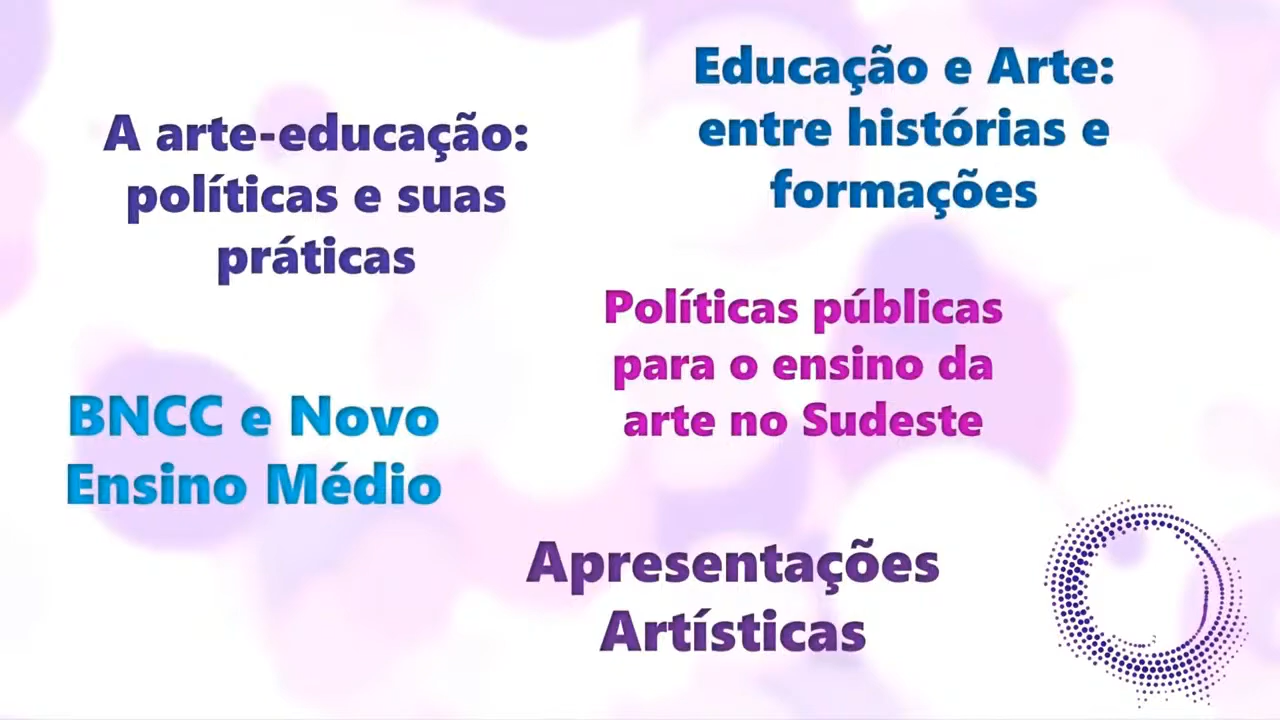 A arte-educação:
políticas e suas
práticas
Educação e Arte:
entre histórias e
formações
Políticas públicas
para o ensino da
arte no Sudeste
BNCC e Novo
Ensino Médio
Apresentações
Artísticas